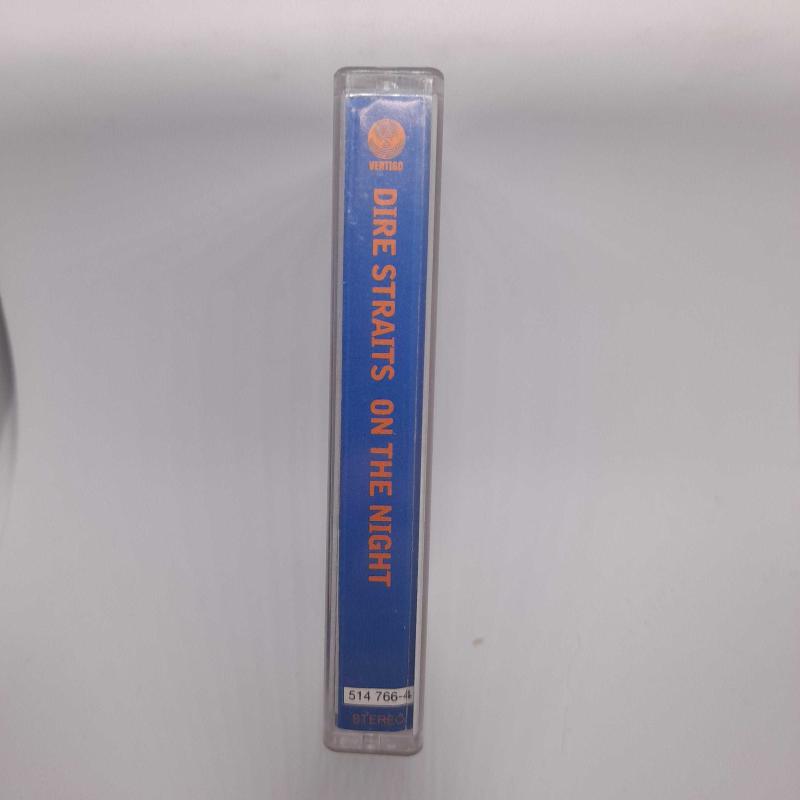 VERTIGO
DIRE STRAITS ON THE NIGHT
514 766-4
STEREO